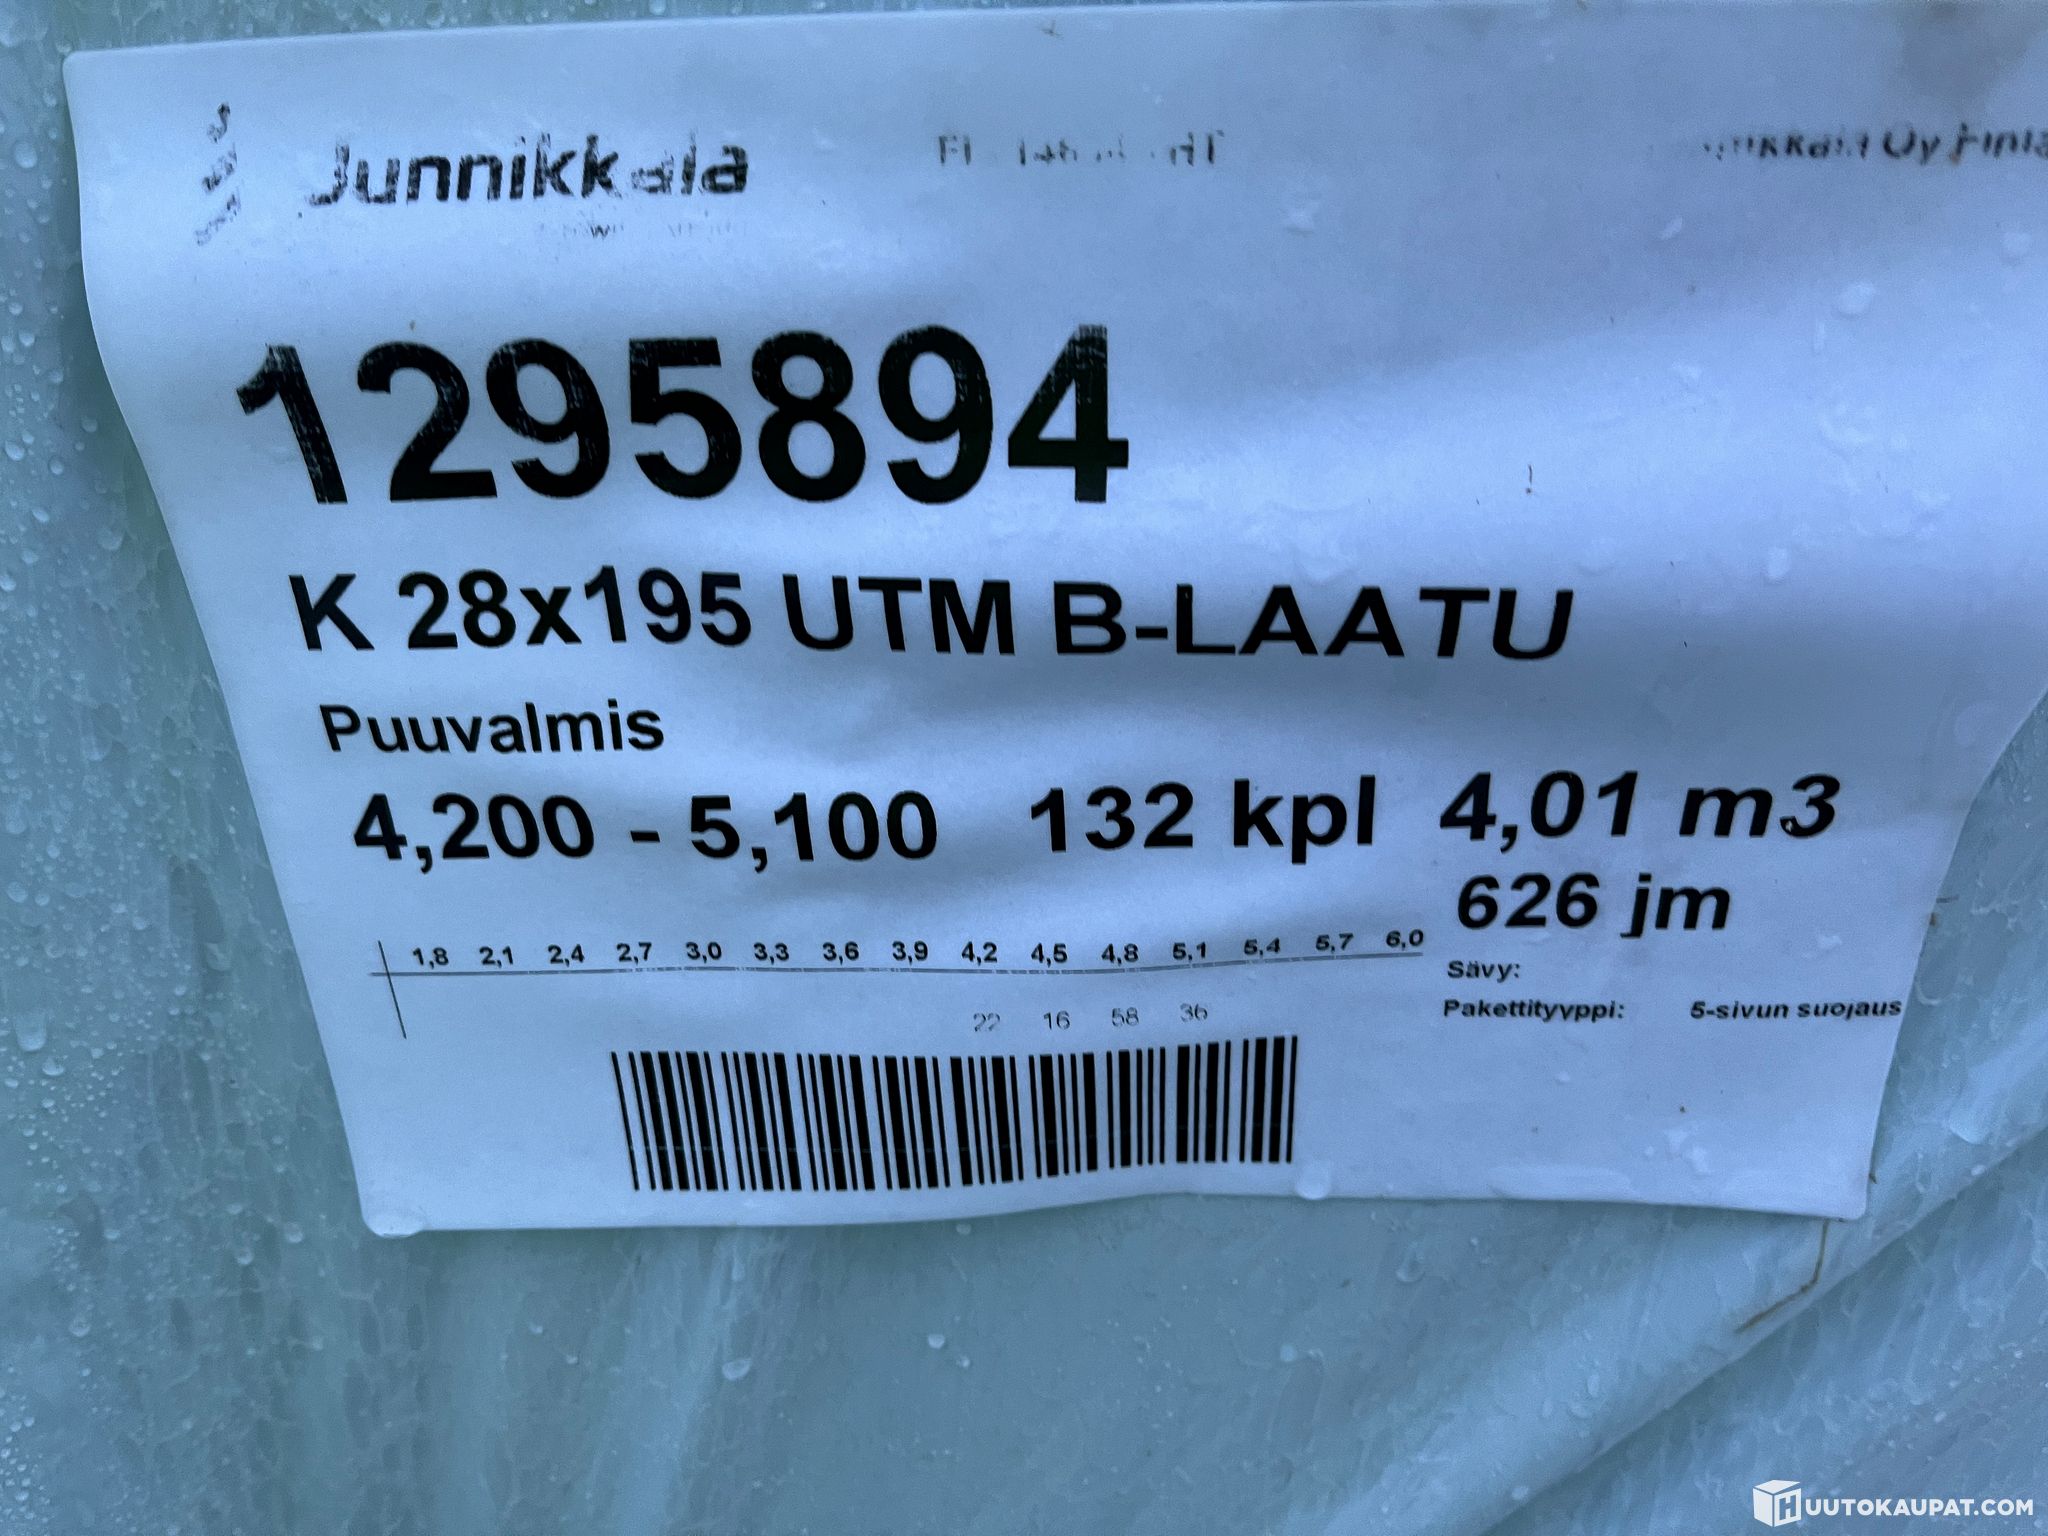 Junnikkala
Oy Finla
1295894
K 28x195 UTM B-LAATU
Puuvalmis
4,200 - 5,100 132 kpl 4,01 m3
626 jm
1,8 2,1 2,4 2,7 3,0 3,3 3,6 3,9 4,2 4,5 4,8 5,1 5,4 5,7 6,0
Sävy:
Pakettityyppi: 5-sivun suojaus
22 16 58 36
HUUTOKAUPAT.COM